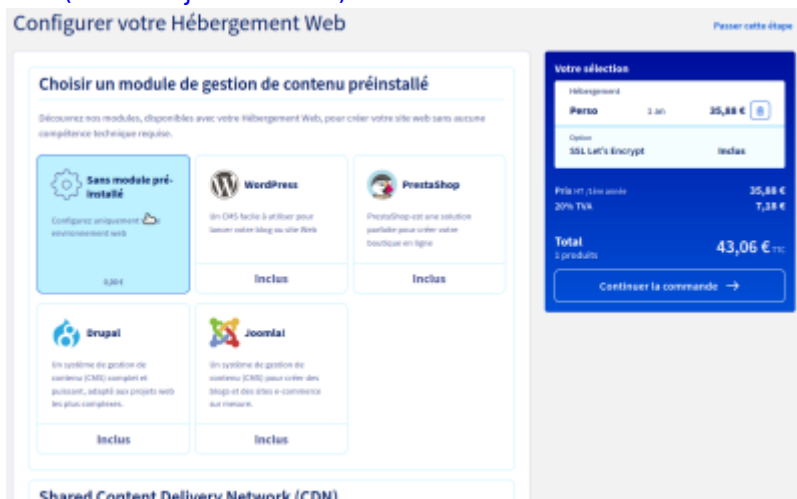 Configurer votre Hébergement Web
Passer cette étape
Choisir un module de gestion de contenu préinstallé
Découvrez nos modules, disponibles avec votre Hébergement Web, pour créer votre site web sans aucune
compétence technique requise.
Sans module pré-
installé
Configurez uniquement
environnement web
0,00 €
WordPress
Un CMS facile à utiliser pour
lancer votre blog ou site Web
Inclus
PrestaShop
PrestaShop est une solution
parfaite pour créer votre
boutique en ligne
Inclus
Drupal
Un système de gestion de
contenu (CMS) complet et
puissant, adapté aux projets web
les plus complexes.
Inclus
Joomla!
Un système de gestion de
contenu (CMS) pour créer des
blogs et des sites e-commerce
sur mesure.
Inclus
Shared Content Delivery Network (CDN)
Votre sélection
Hébergement
Perso 1 an 35,88 €
Option
SSL Let's Encrypt Inclus
Prix HT /1ère année 35,88 €
20% TVA 7,18 €
Total 43,06 € TTC
1 produits
Continuer la commande →